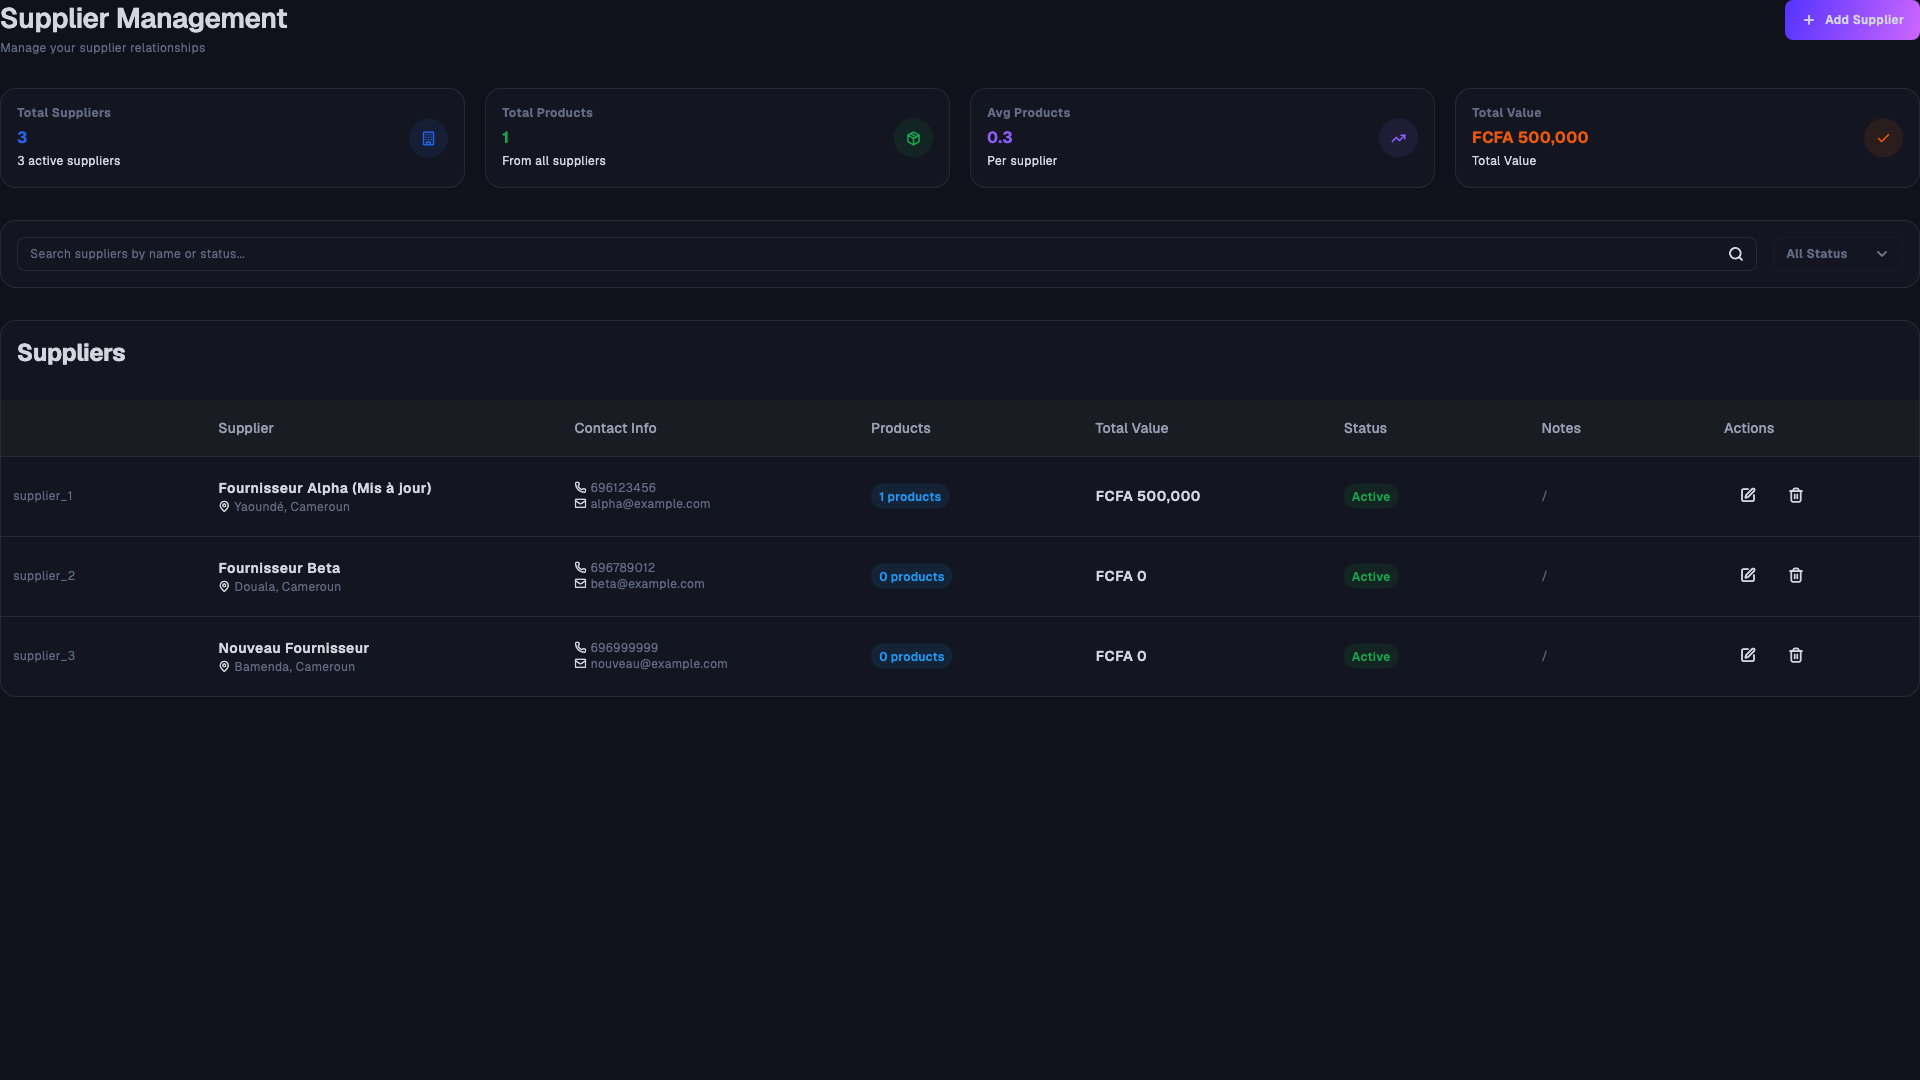 Supplier Management
Manage your supplier relationships
Add Supplier
Total Suppliers
3
3 active suppliers
Total Products
1
From all suppliers
Avg Products
0.3
Per supplier
Total Value
FCFA 500,000
Total Value
Search suppliers by name or status...
All Status
Suppliers
Supplier Contact Info Products Total Value Status Notes Actions
supplier_1
Fournisseur Alpha (Mis à jour)
Yaoundé, Cameroun
696123456
alpha@example.com
1 products
FCFA 500,000
Active
/
supplier_2
Fournisseur Beta
Douala, Cameroun
696789012
beta@example.com
0 products
FCFA 0
Active
/
supplier_3
Nouveau Fournisseur
Bamenda, Cameroun
696999999
nouveau@example.com
0 products
FCFA 0
Active
/